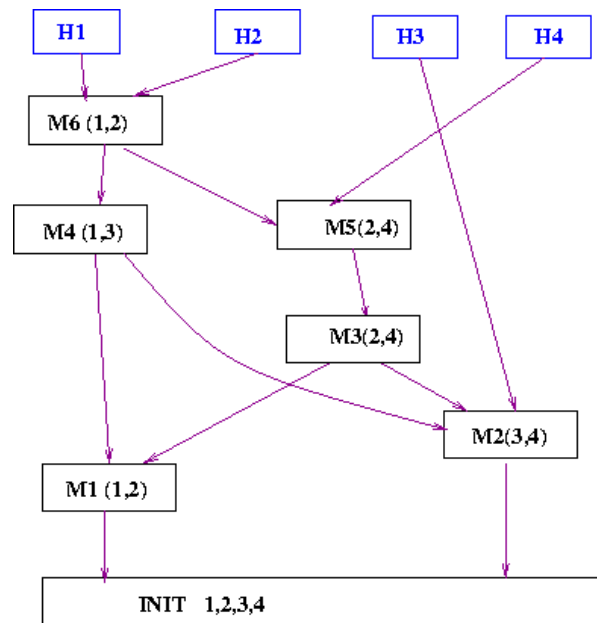 H1
H2
H3
H4
M6 (1,2)
M4 (1,3)
M5(2,4)
M3(2,4)
M2(3,4)
M1 (1,2)
INIT 1,2,3,4